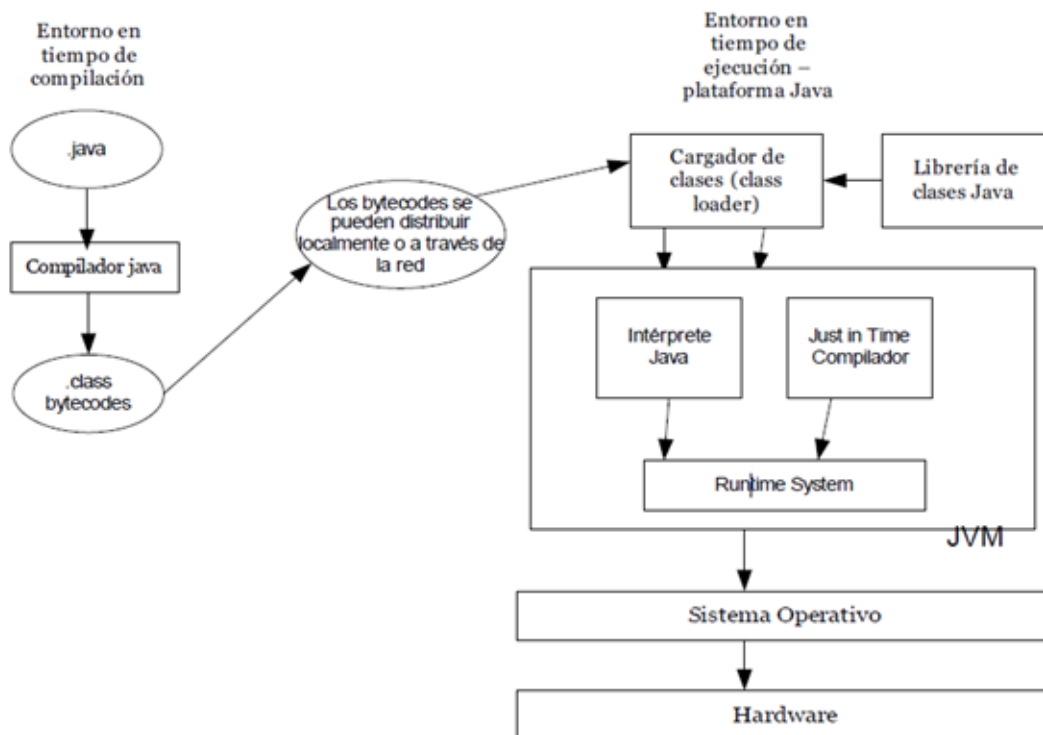 Entorno en
tiempo de
compilación
.java
Compilador java
.class
bytecodes
Los bytecodes se
pueden distribuir
localmente o a través de
la red
Entorno en
tiempo de
ejecución –
plataforma Java
Cargador de
clases (class
loader)
Librería de
clases Java
Intérprete
Java
Just in Time
Compilador
Runtime System
JVM
Sistema Operativo
Hardware